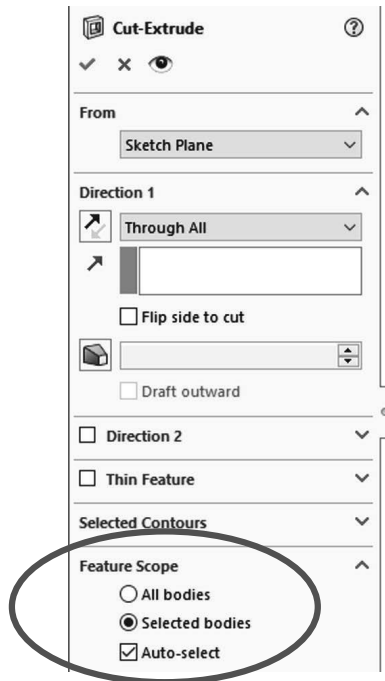 Cut-Extrude
From
Sketch Plane
Direction 1
Through All
Flip side to cut
Draft outward
Direction 2
Thin Feature
Selected Contours
Feature Scope
All bodies
Selected bodies
Auto-select